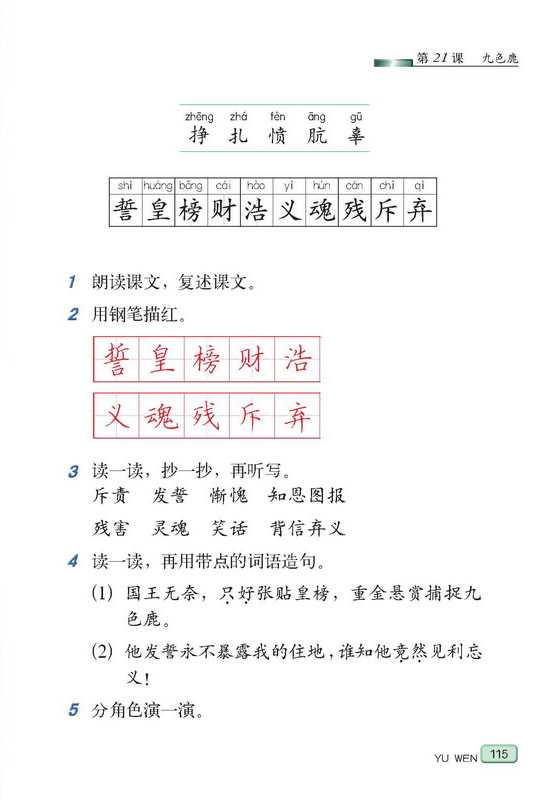 第21课 九色鹿
zhēng zhá fèn āng gū
挣 扎 愤 肮 辜
shì huáng bǎng cái hào yì hún cán chì qì
誓 皇 榜 财 浩 义 魂 残 斥 弃
1 朗读课文，复述课文。
2 用钢笔描红。
誓 皇 榜 财 浩
义 魂 残 斥 弃
3 读一读，抄一抄，再听写。
斥责 发誓 惭愧 知恩图报
残害 灵魂 笑话 背信弃义
4 读一读，再用带点的词语造句。
(1) 国王无奈，只好张贴皇榜，重金悬赏捕捉九
色鹿。
(2) 他发誓永不暴露我的住地，谁知他竟然见利忘
义！
5 分角色演一演。
YU WEN 115